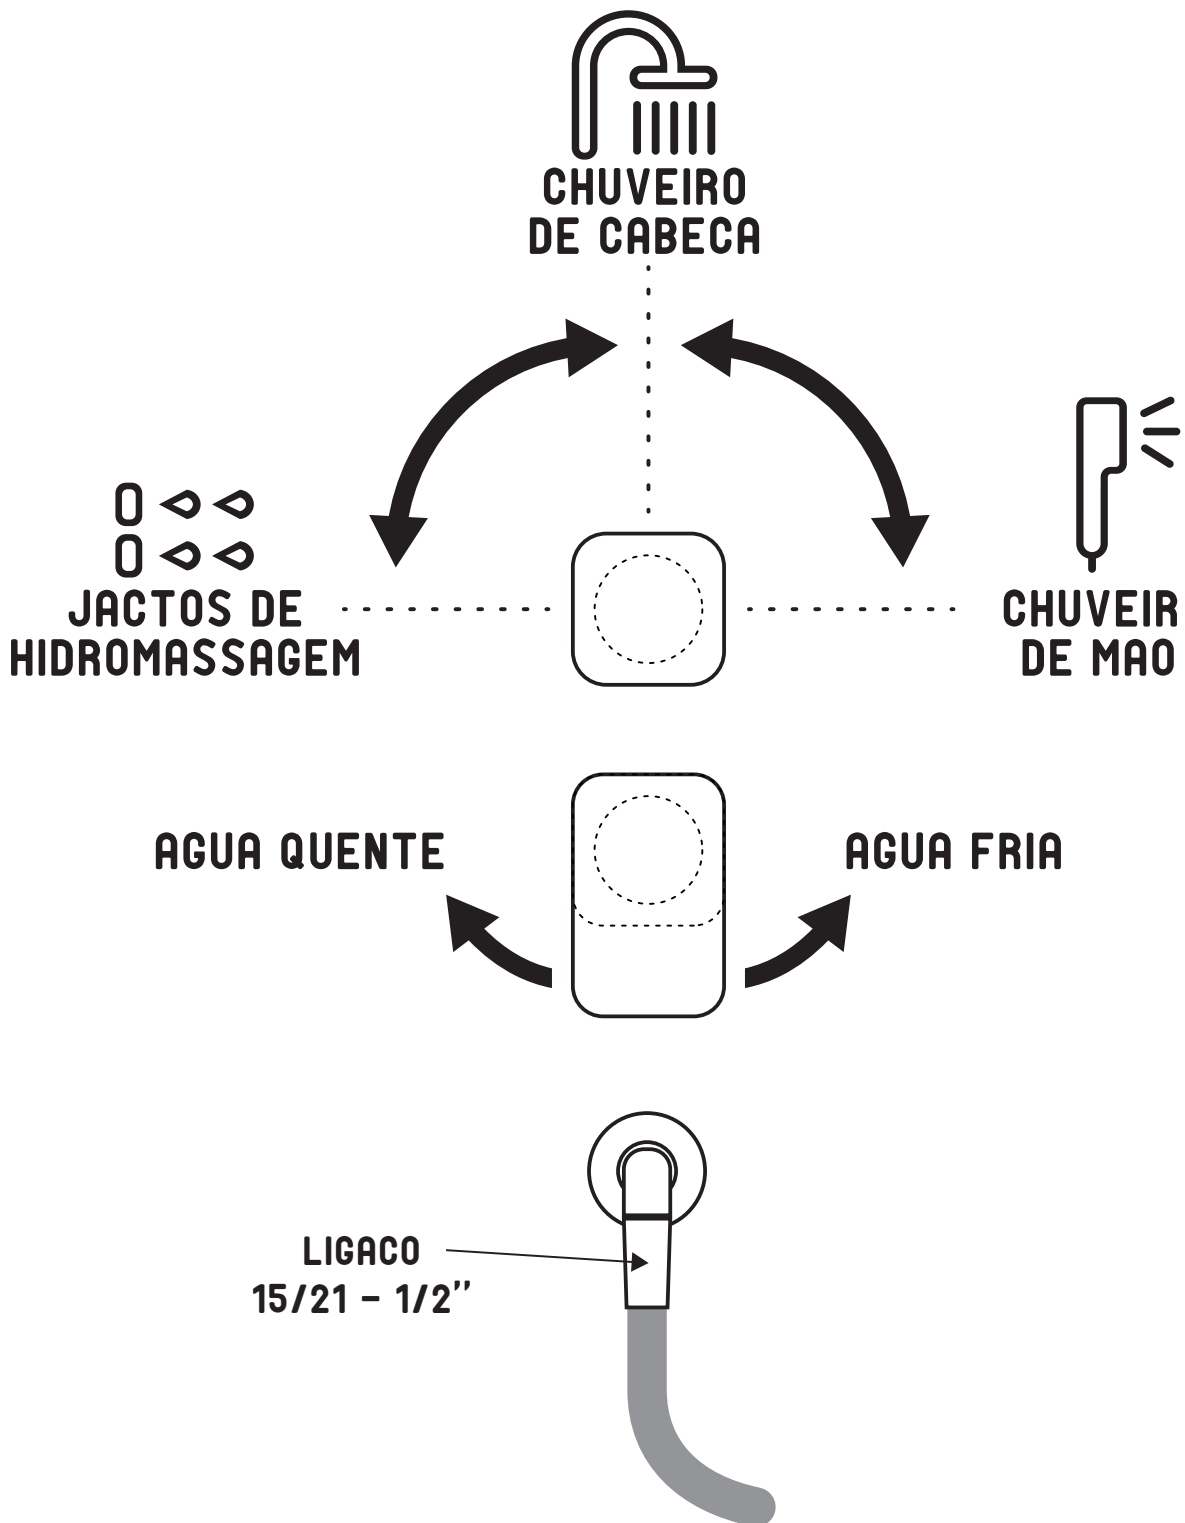 CHUVEIRO
DE CABECA
JACTOS DE
HIDROMASSAGEM
CHUVEIR
DE MAO
AGUA QUENTE
AGUA FRIA
LIGACO
15/21 - 1/2’’